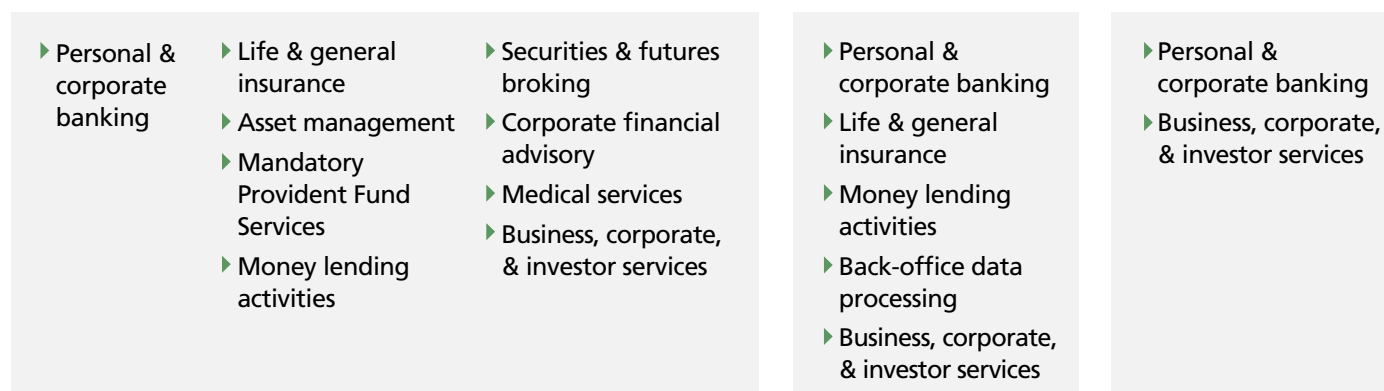 Personal &
corporate
banking
Life & general
insurance
Asset management
Mandatory
Provident Fund
Services
Money lending
activities
Securities & futures
broking
Corporate financial
advisory
Medical services
Business, corporate,
& investor services
Personal &
corporate banking
Life & general
insurance
Money lending
activities
Back-office data
processing
Business, corporate,
& investor services
Personal &
corporate banking
Business, corporate,
& investor services